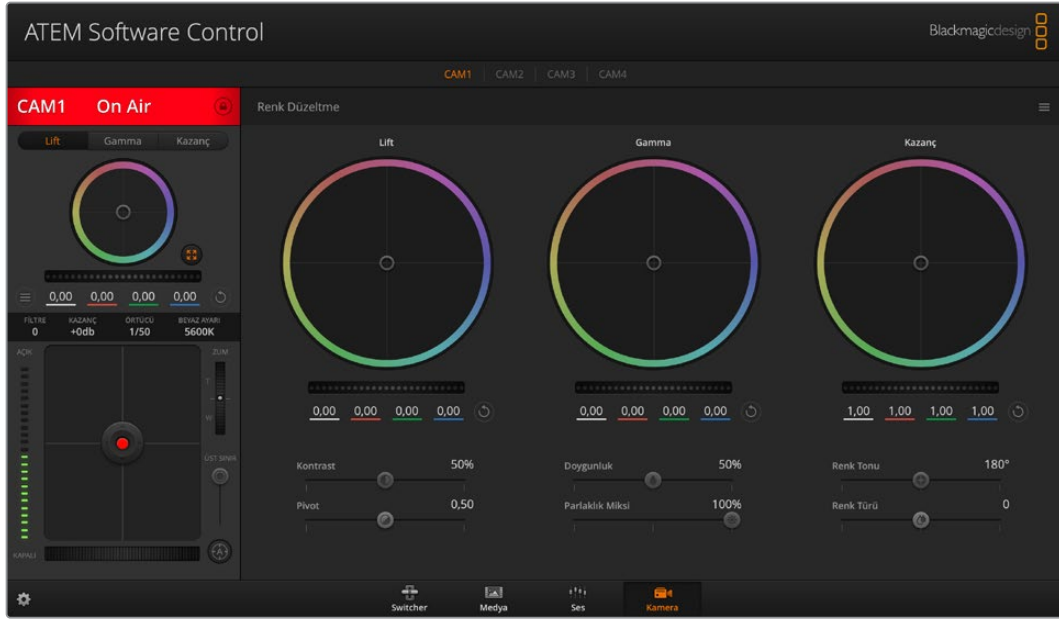 ATEM Software Control
Blackmagicdesign
CAM1 CAM2 CAM3 CAM4
CAM1 On Air
Renk Düzeltme
Lift Gamma Kazanç
Lift Gamma Kazanç
0,00 0,00 0,00 0,00
FİLTRE KAZANÇ ÖRTÜCÜ BEYAZ AYARI
0 +0db 1/50 5600K
AÇIK
ZUM
T
W
ÜST SINIR
KAPALI
A
0,00 0,00 0,00 0,00
0,00 0,00 0,00 0,00
1,00 1,00 1,00 1,00
Kontrast 50%
Doygunluk 50%
Renk Tonu 180°
Pivot 0,50
Parlaklık Miksi 100%
Renk Türü 0
Switcher Medya Ses Kamera